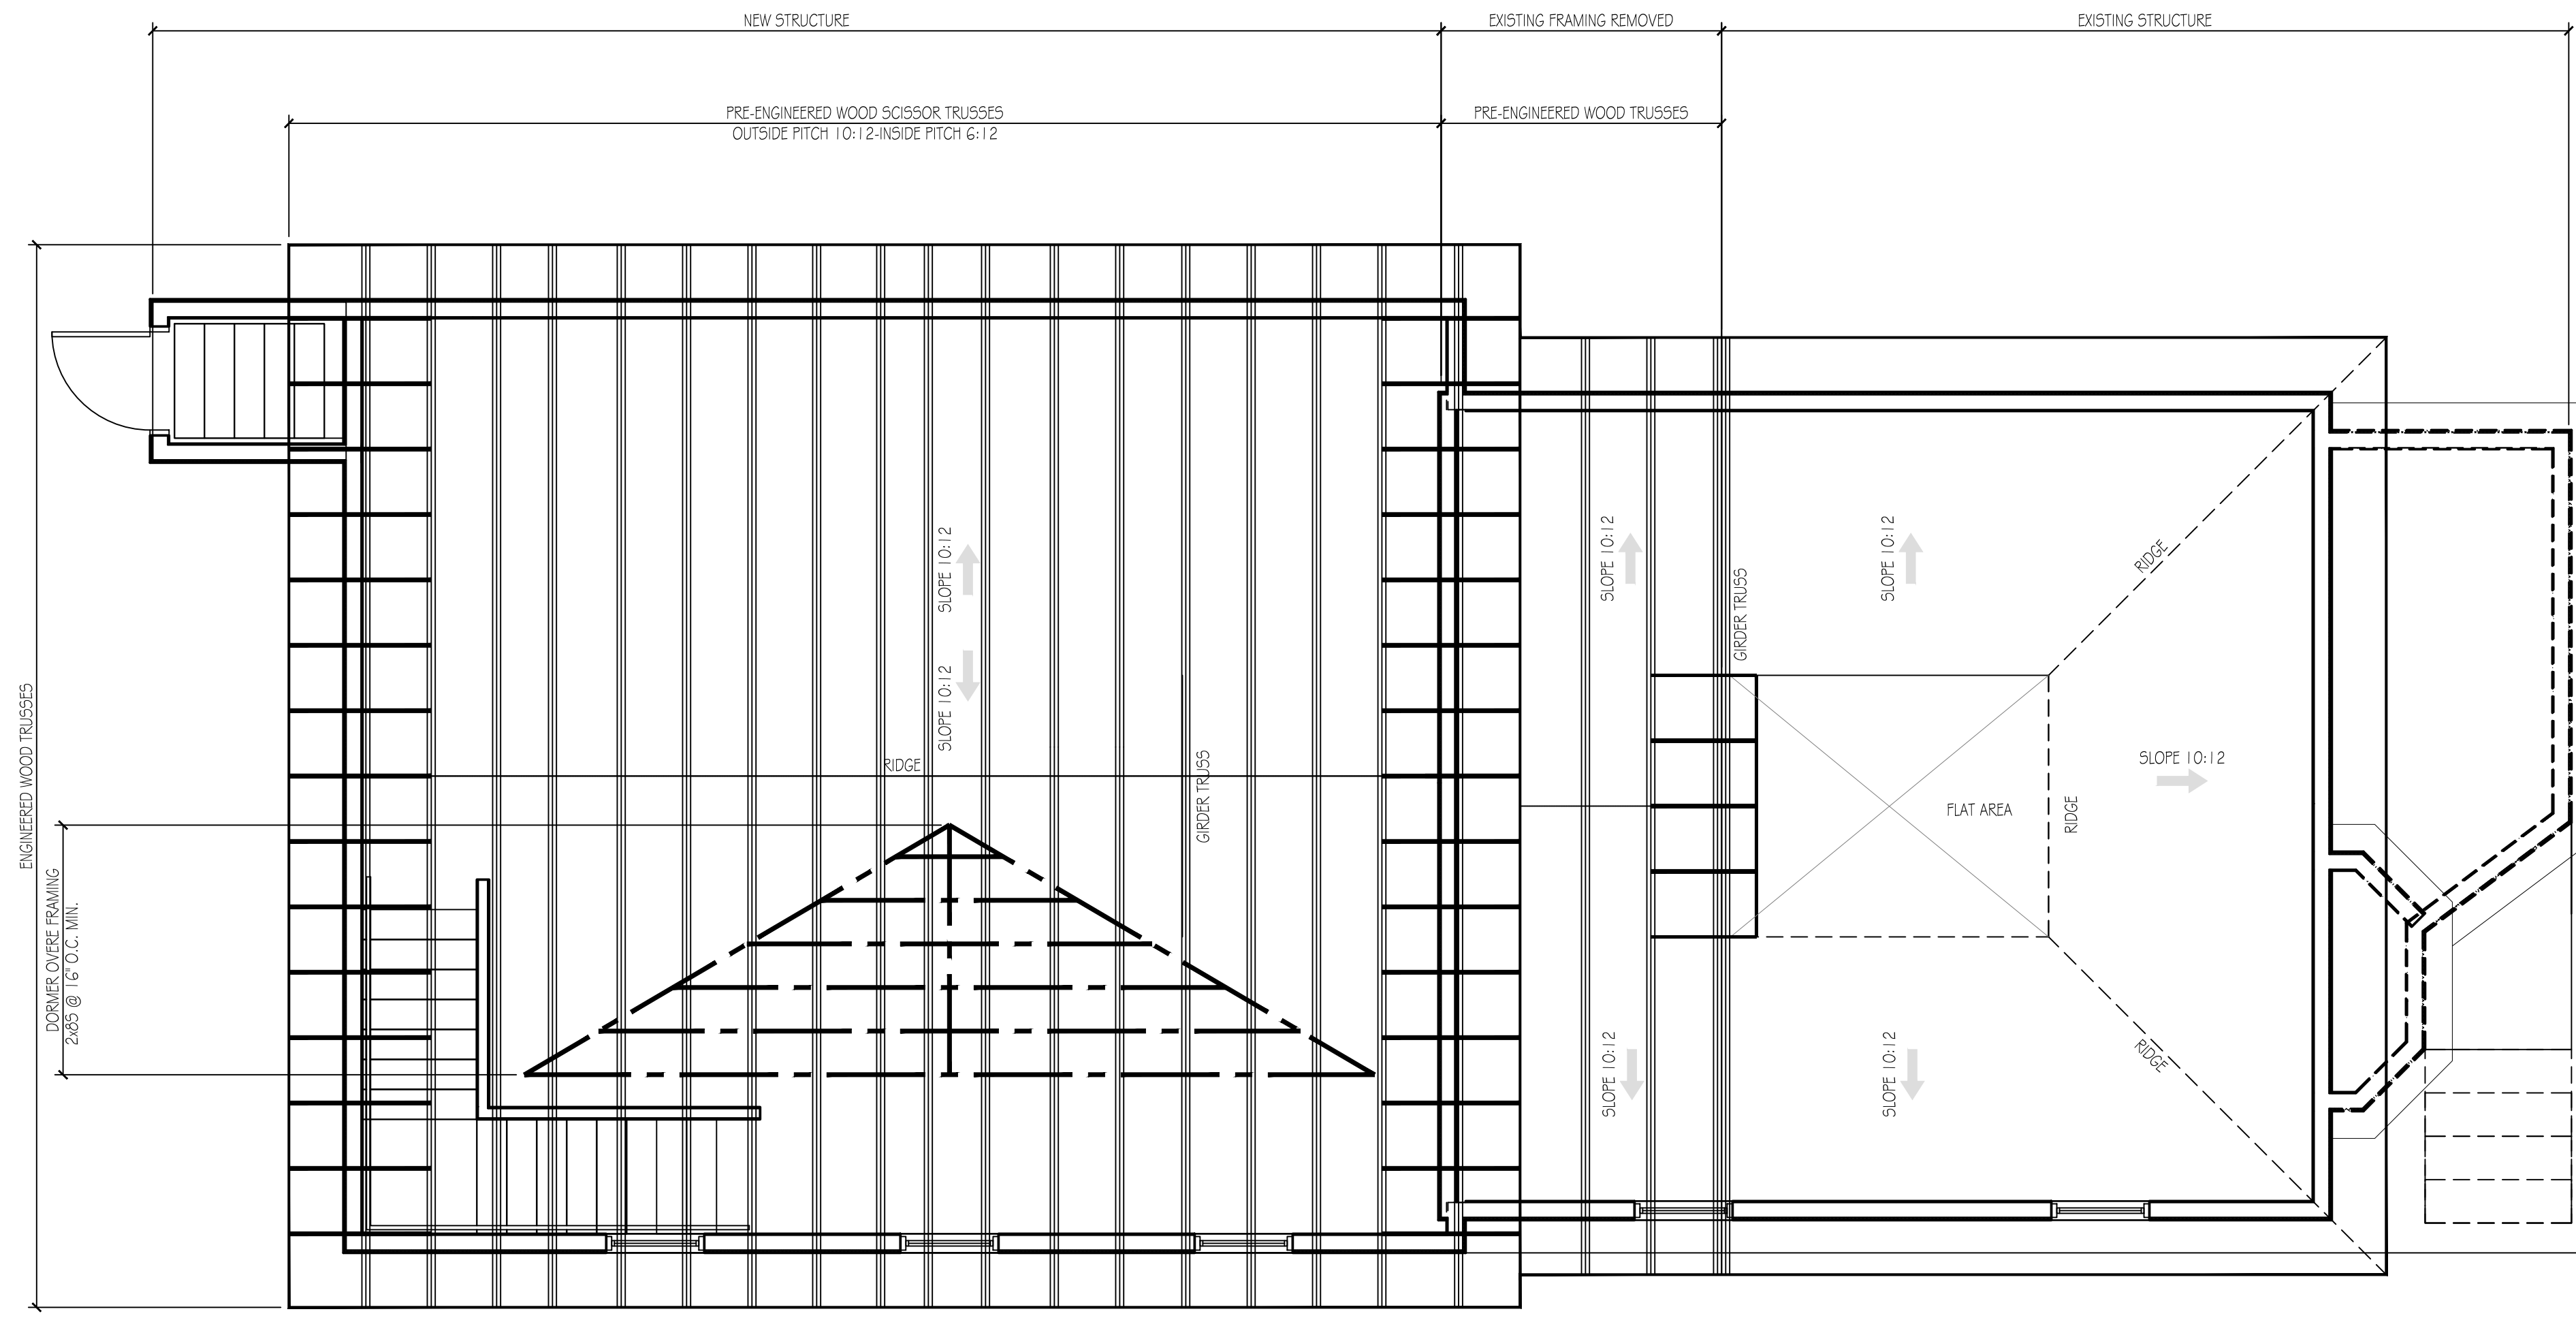 NEW STRUCTURE
EXISTING FRAMING REMOVED
EXISTING STRUCTURE
PRE-ENGINEERED WOOD SCISSOR TRUSSES
OUTSIDE PITCH 10:12-INSIDE PITCH 6:12
PRE-ENGINEERED WOOD TRUSSES
ENGINEERED WOOD TRUSSES
DORMER OVERE FRAMING
2x8S @ 16" O.C. MIN.
SLOPE 10:12
SLOPE 10:12
RIDGE
GIRDER TRUSS
SLOPE 10:12
SLOPE 10:12
GIRDER TRUSS
SLOPE 10:12
SLOPE 10:12
FLAT AREA
RIDGE
RIDGE
SLOPE 10:12
RIDGE